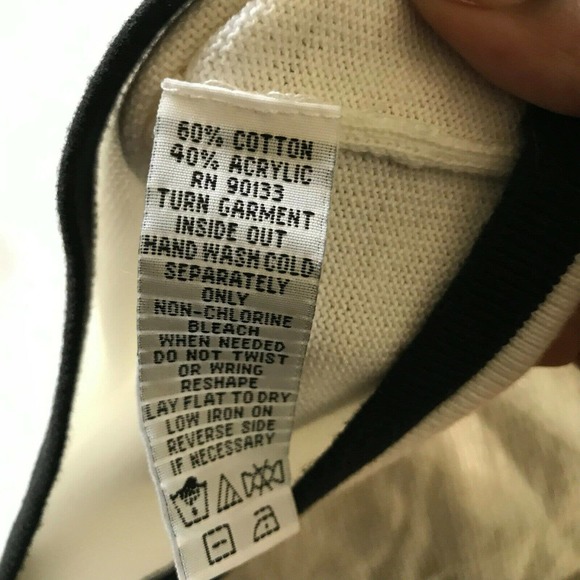 60% COTTON
40% ACRYLIC
RN 90133
TURN GARMENT
INSIDE OUT
HAND WASH COLD
SEPARATELY
ONLY
NON-CHLORINE
BLEACH
WHEN NEEDED
DO NOT TWIST
OR WRING
RESHAPE
LAY FLAT TO DRY
LOW IRON ON
REVERSE SIDE
IF NECESSARY